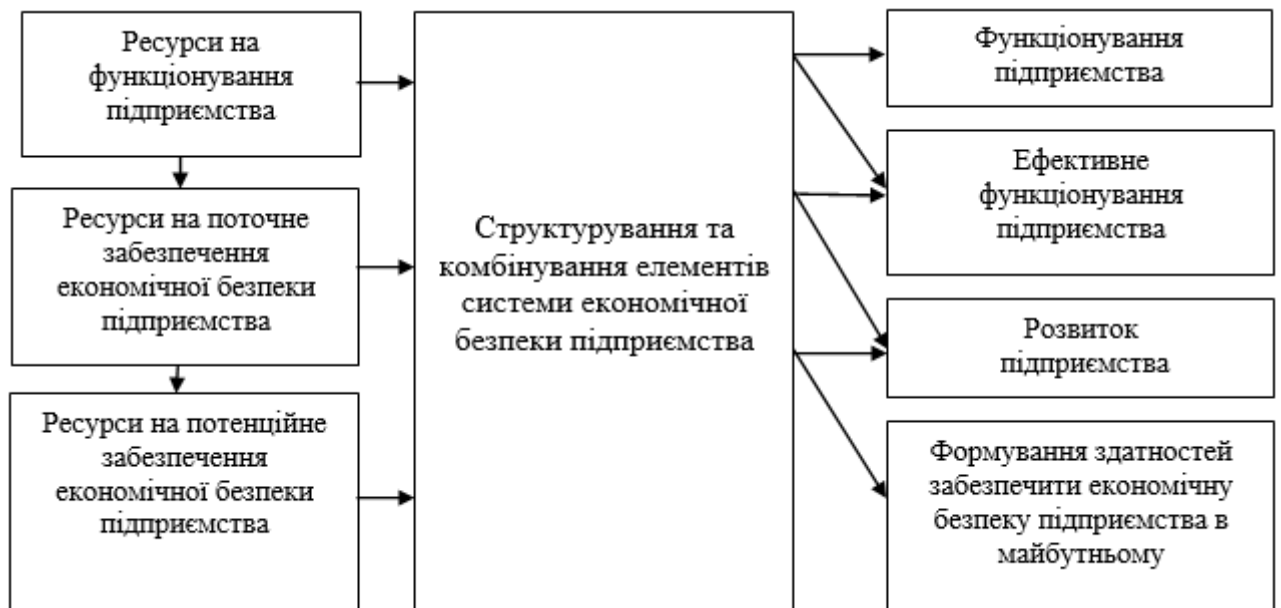 Ресурси на
функціонування
підприємства
Ресурси на поточне
забезпечення
економічної безпеки
підприємства
Ресурси на потенційне
забезпечення
економічної безпеки
підприємства
Структурування та
комбінування елементів
системи економічної
безпеки підприємства
Функціонування
підприємства
Ефективне
функціонування
підприємства
Розвиток
підприємства
Формування здатностей
забезпечити економічну
безпеку підприємства в
майбутньому